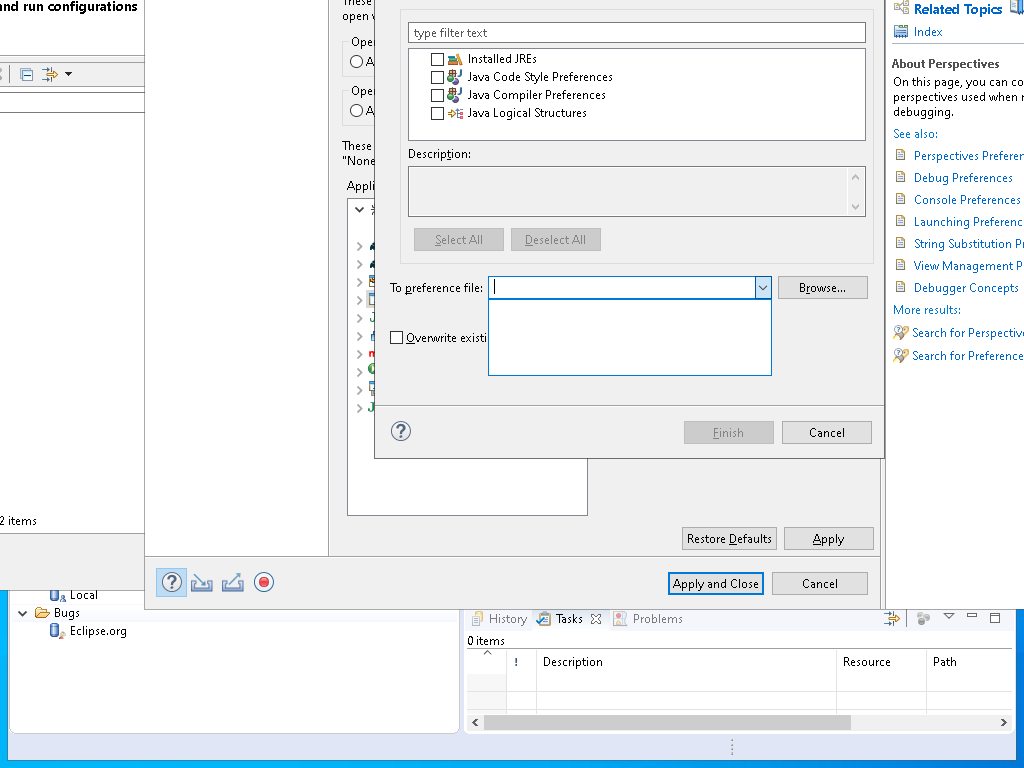 and run configurations
These
open w
Related Topics
Index
type filter text
Installed JREs
Java Code Style Preferences
Java Compiler Preferences
Java Logical Structures
Ope
A
Ope
A
These
"None
Description:
Appli
Select All
Deselect All
To preference file:
Browse...
Overwrite existi
Finish
Cancel
About Perspectives
On this page, you can co
perspectives used when r
debugging.
See also:
Perspectives Preferen
Debug Preferences
Console Preferences
Launching Preferenc
String Substitution Pr
View Management P
Debugger Concepts
More results:
Search for Perspective
Search for Preference
2 items
Restore Defaults
Apply
Apply and Close
Cancel
Local
Bugs
Eclipse.org
History
Tasks
Problems
0 items
!
Description
Resource
Path